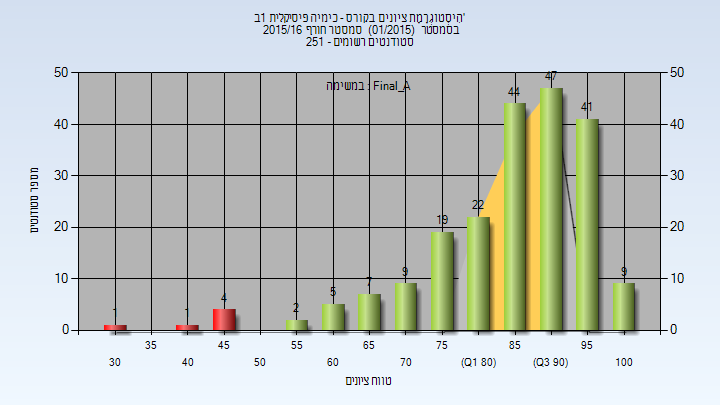 היסטוגרמת ציונים בקורס - כימיה פיסיקלית 1ב'
בסמסטר (01/2015) סמסטר חורף 2015/16
251 - סטודנטים רשומים
במשימה : Final_A
מספר סטודנטים
50 40 30 20 10 0
50 40 30 20 10 0
1 1 4 2 5 7 9 19 22 44 47 41 9
35 45 55 65 75 85 95
30 40 50 60 70 (Q1 80) (Q3 90) 100
טווח ציונים